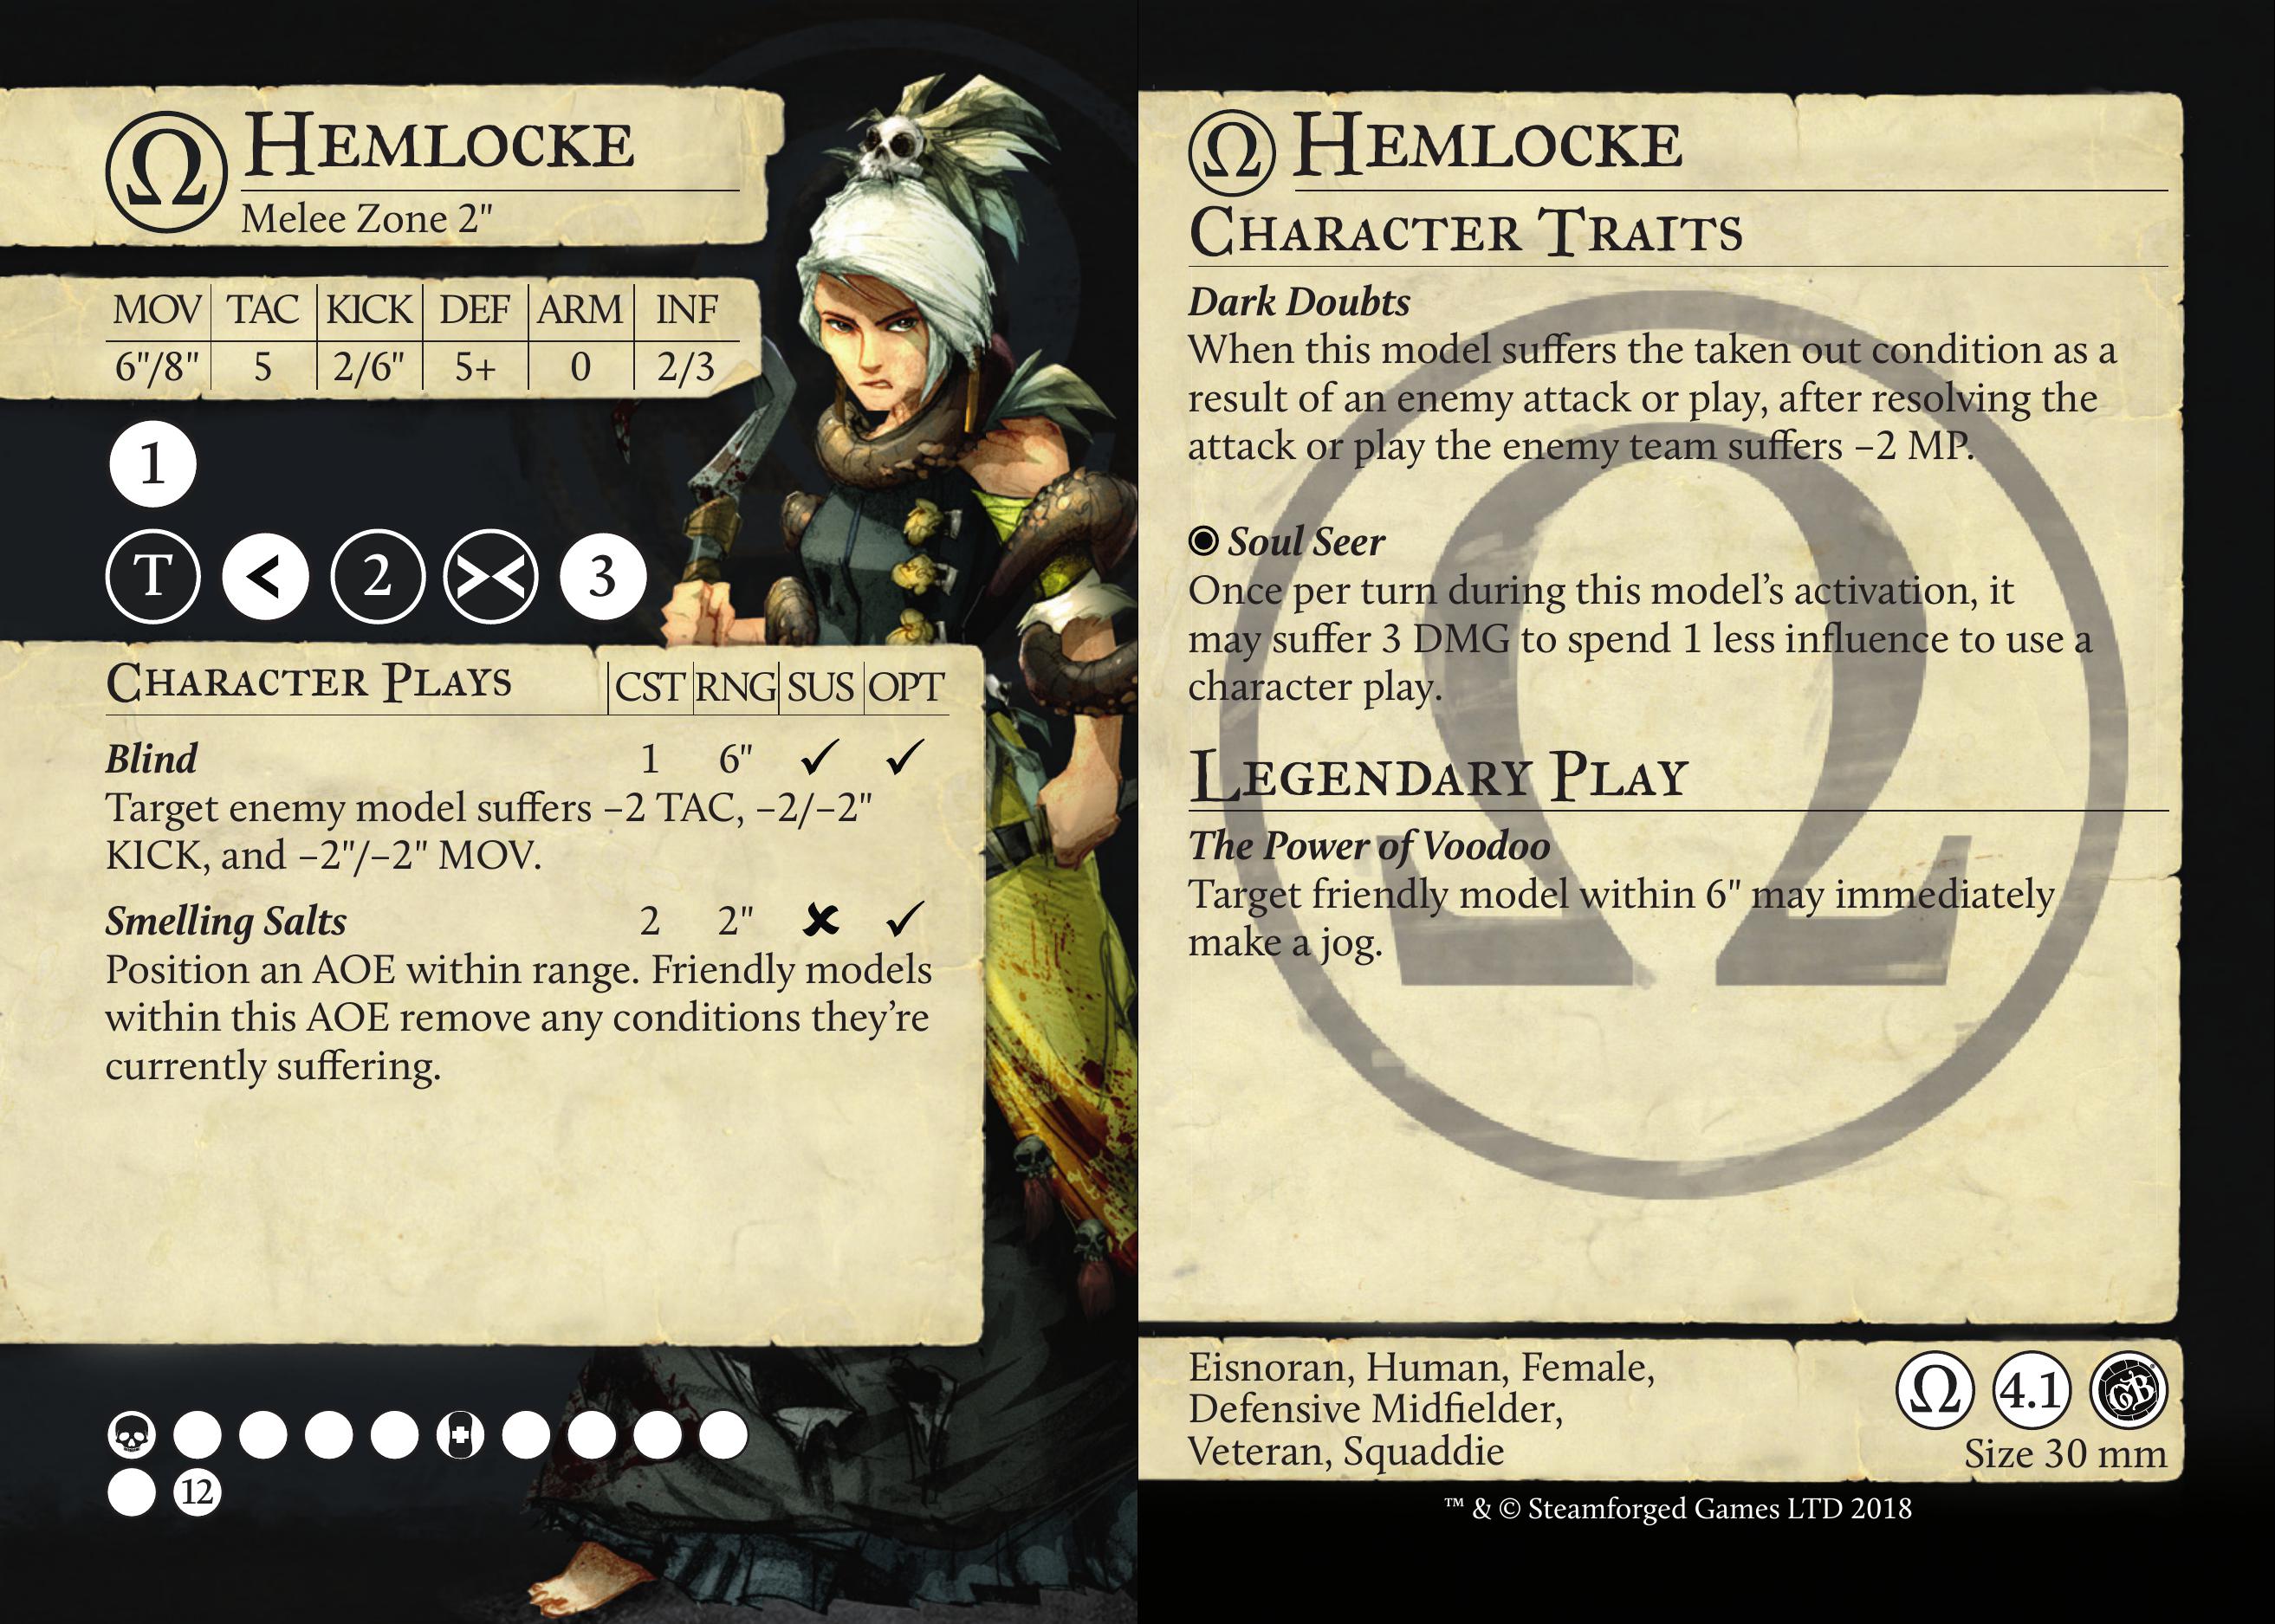 Ω HEMLOCKE
Melee Zone 2"
MOV TAC KICK DEF ARM INF
6"/8" 5 2/6" 5+ 0 2/3
1
T < 2 >< 3
CHARACTER PLAYS CST RNG SUS OPT
Blind 1 6" ✓ ✓
Target enemy model suffers –2 TAC, –2/–2"
KICK, and –2"/–2" MOV.
Smelling Salts 2 2" ✘ ✓
Position an AOE within range. Friendly models
within this AOE remove any conditions they’re
currently suffering.
12
Ω HEMLOCKE
CHARACTER TRAITS
Dark Doubts
When this model suffers the taken out condition as a
result of an enemy attack or play, after resolving the
attack or play the enemy team suffers –2 MP.
Soul Seer
Once per turn during this model’s activation, it
may suffer 3 DMG to spend 1 less influence to use a
character play.
LEGENDARY PLAY
The Power of Voodoo
Target friendly model within 6" may immediately
make a jog.
Eisnoran, Human, Female,
Defensive Midfielder,
Veteran, Squaddie
Ω 4.1 GB
Size 30 mm
™ & © Steamforged Games LTD 2018